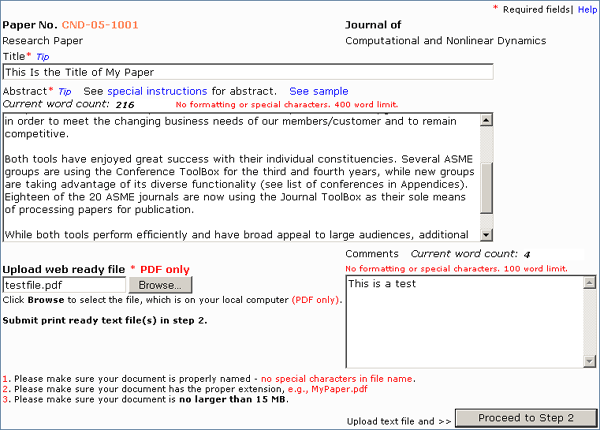 * Required fields| Help
Paper No. CND-05-1001
Journal of
Research Paper
Computational and Nonlinear Dynamics
Title* Tip
This Is the Title of My Paper
Abstract* Tip See special instructions for abstract. See sample
Current word count: 216 No formatting or special characters. 400 word limit.
in order to meet the changing business needs of our members/customer and to remain
competitive.
Both tools have enjoyed great success with their individual constituencies. Several ASME
groups are using the Conference ToolBox for the third and fourth years, while new groups
are taking advantage of its diverse functionality (see list of conferences in Appendices).
Eighteen of the 20 ASME journals are now using the Journal ToolBox as their sole means
of processing papers for publication.
While both tools perform efficiently and have broad appeal to large audiences, additional
Comments Current word count: 4
Upload web ready file * PDF only
No formatting or special characters. 100 word limit.
testfile.pdf Browse...
This is a test
Click Browse to select the file, which is on your local computer (PDF only).
Submit print ready text file(s) in step 2.
1. Please make sure your document is properly named - no special characters in file name.
2. Please make sure your document has the proper extension, e.g., MyPaper.pdf
3. Please make sure your document is no larger than 15 MB.
Upload text file and >> Proceed to Step 2